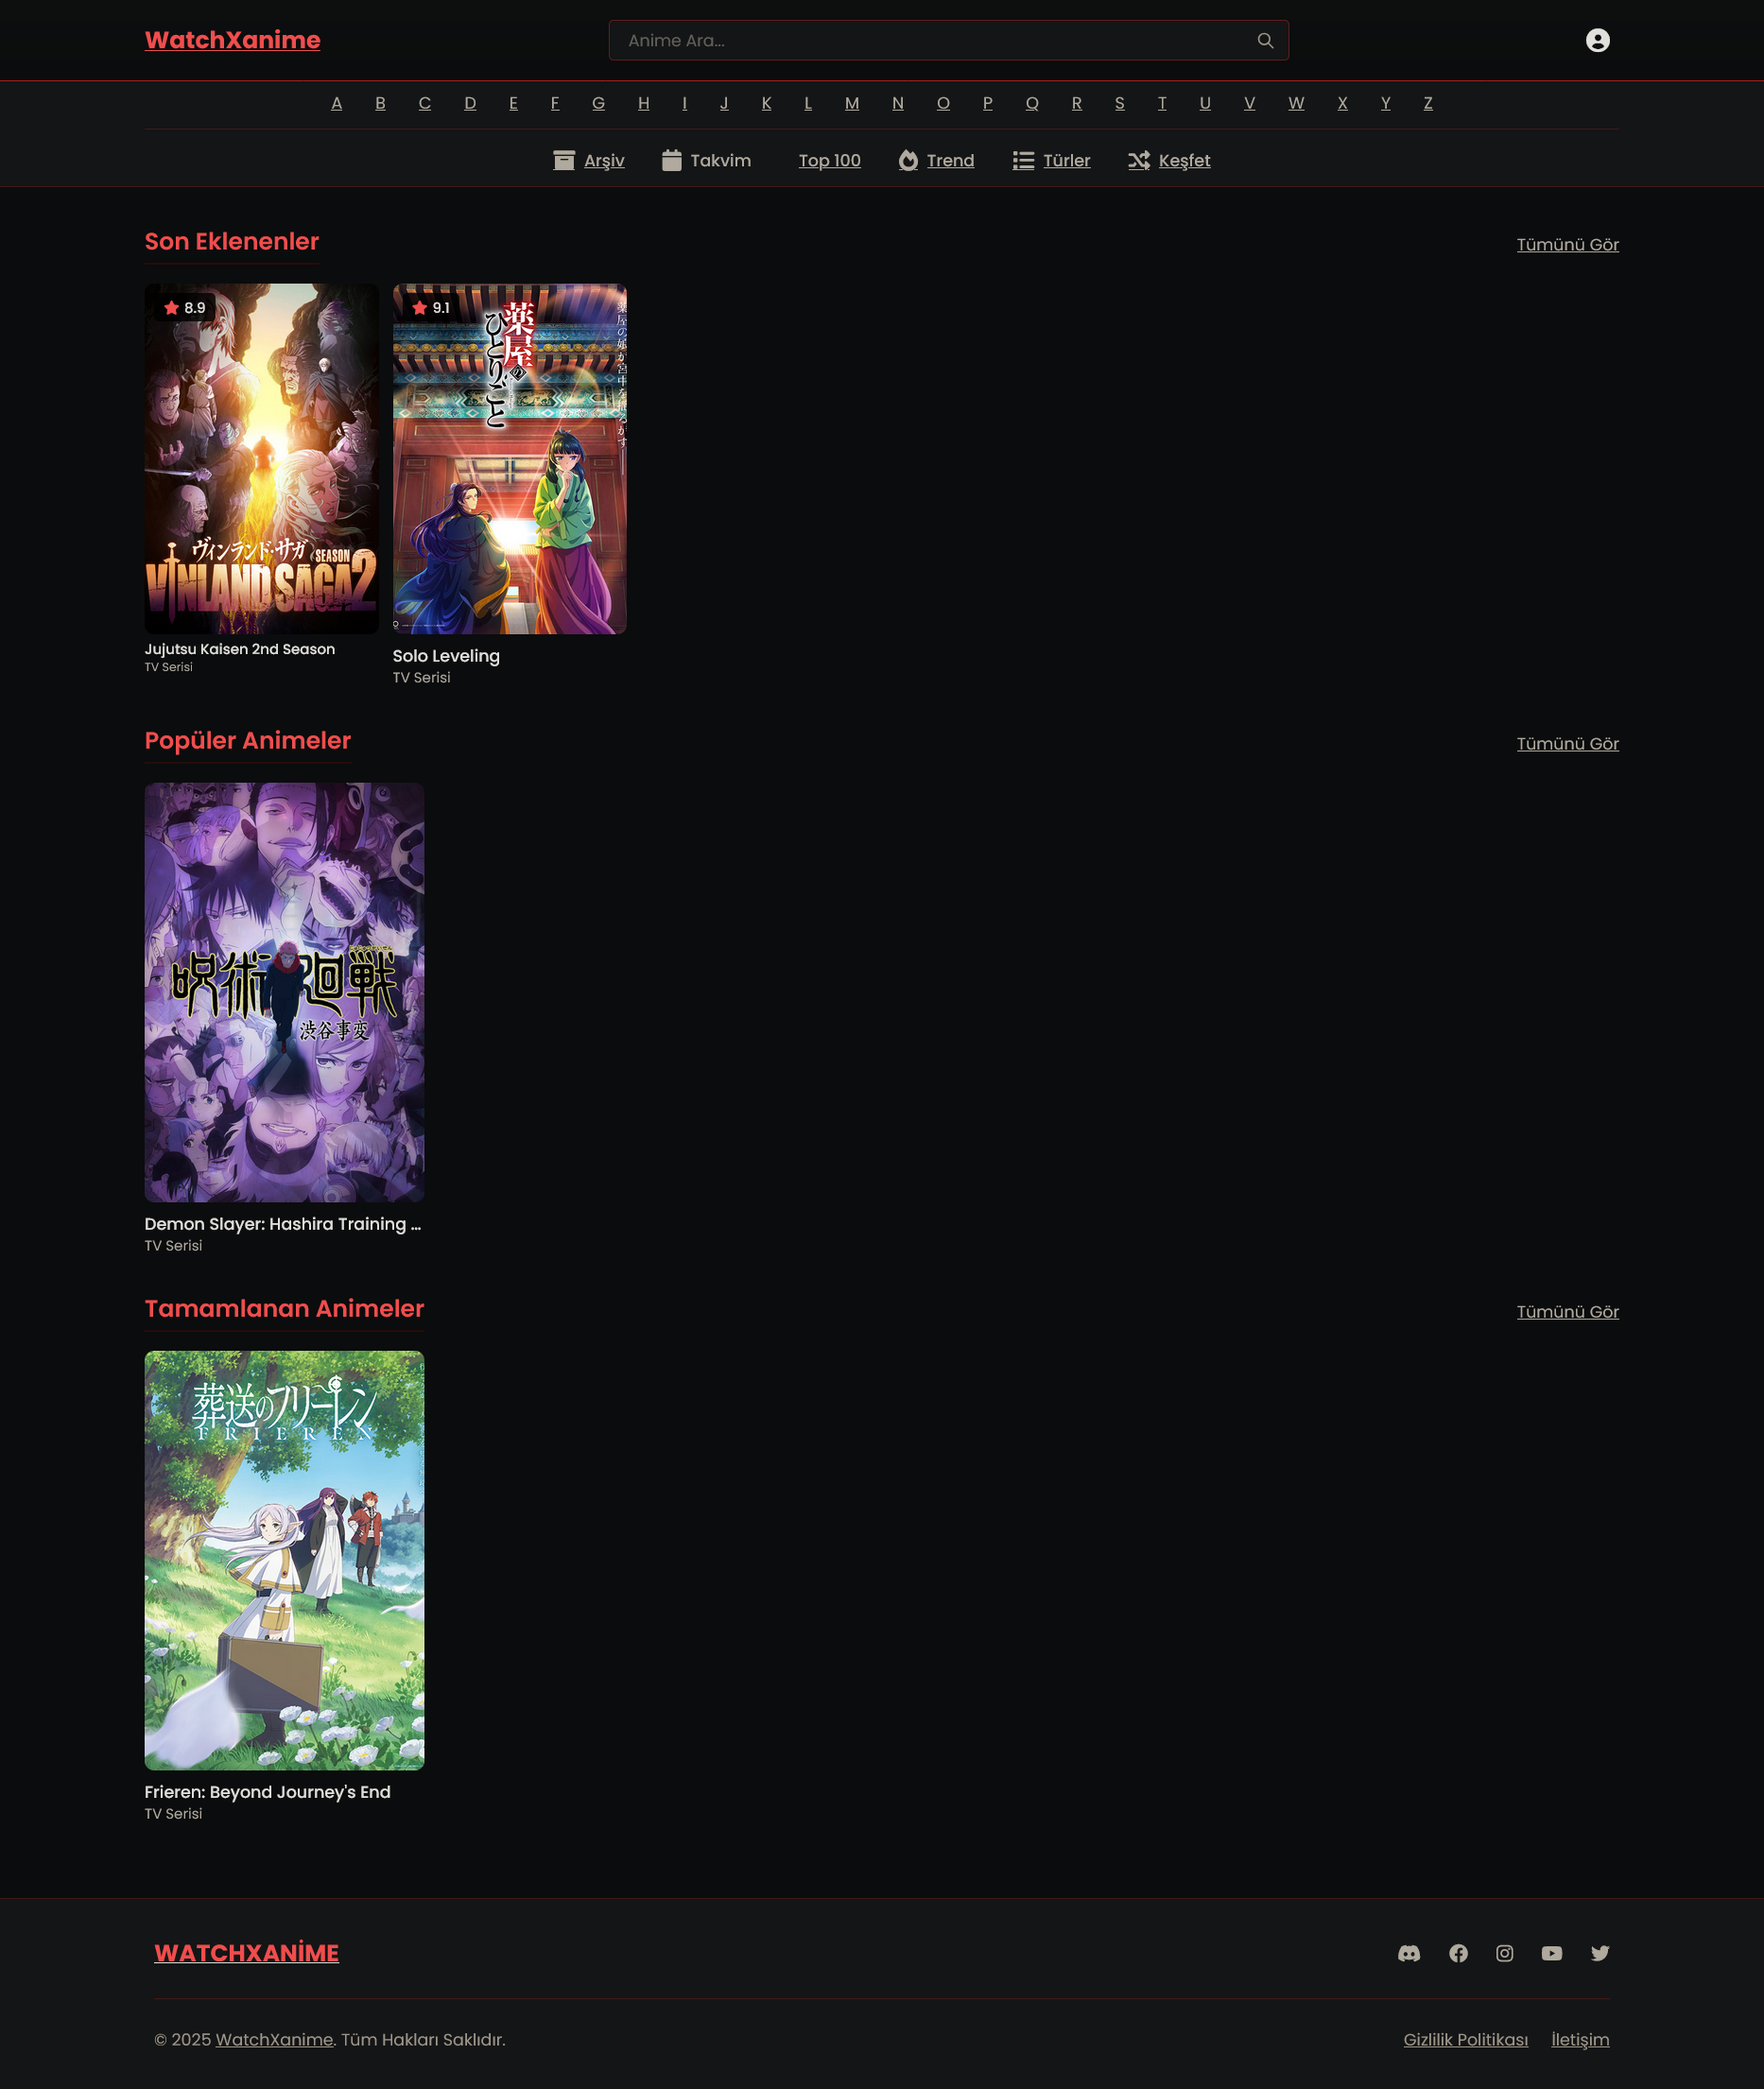 WatchXanime
Anime Ara...
A B C D E F G H I J K L M N O P Q R S T U V W X Y Z
Arşiv Takvim Top 100 Trend Türler Keşfet
Son Eklenenler
Tümünü Gör
8.9
ヴィンランド・サガ
SEASON 2
VINLAND SAGA
Jujutsu Kaisen 2nd Season
TV Serisi
9.1
薬屋の
ひとりごと
Solo Leveling
TV Serisi
Popüler Animeler
Tümünü Gör
呪術廻戦
渋谷事変
Demon Slayer: Hashira Training ...
TV Serisi
Tamamlanan Animeler
Tümünü Gör
葬送のフリーレン
FRIEREN
Frieren: Beyond Journey's End
TV Serisi
WATCHXANİME
© 2025 WatchXanime. Tüm Hakları Saklıdır.
Gizlilik Politikası İletişim